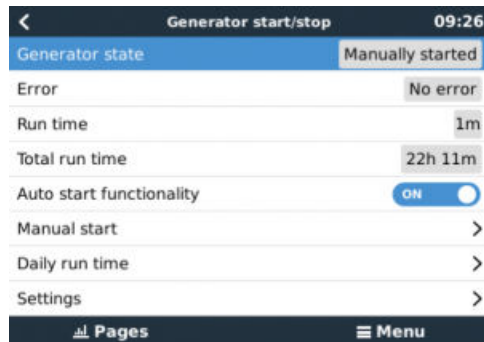 Generator start/stop 09:26
Generator state Manually started
Error No error
Run time 1m
Total run time 22h 11m
Auto start functionality ON
Manual start
Daily run time
Settings
Pages Menu